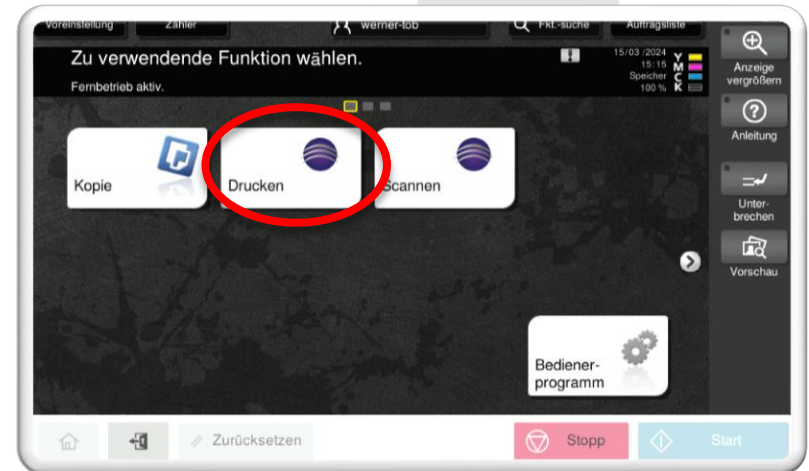 Voreinstellung
Zähler
werner-tob
Fkt.-suche
Auftragsliste
Zu verwendende Funktion wählen.
Fernbetrieb aktiv.
15/03/2024
15:15
Speicher
100 %
Y
M
C
K
Anzeige
vergrößern
Anleitung
Unter-
brechen
Vorschau
Kopie
Drucken
Scannen
Bediener-
programm
Zurücksetzen
Stopp
Start